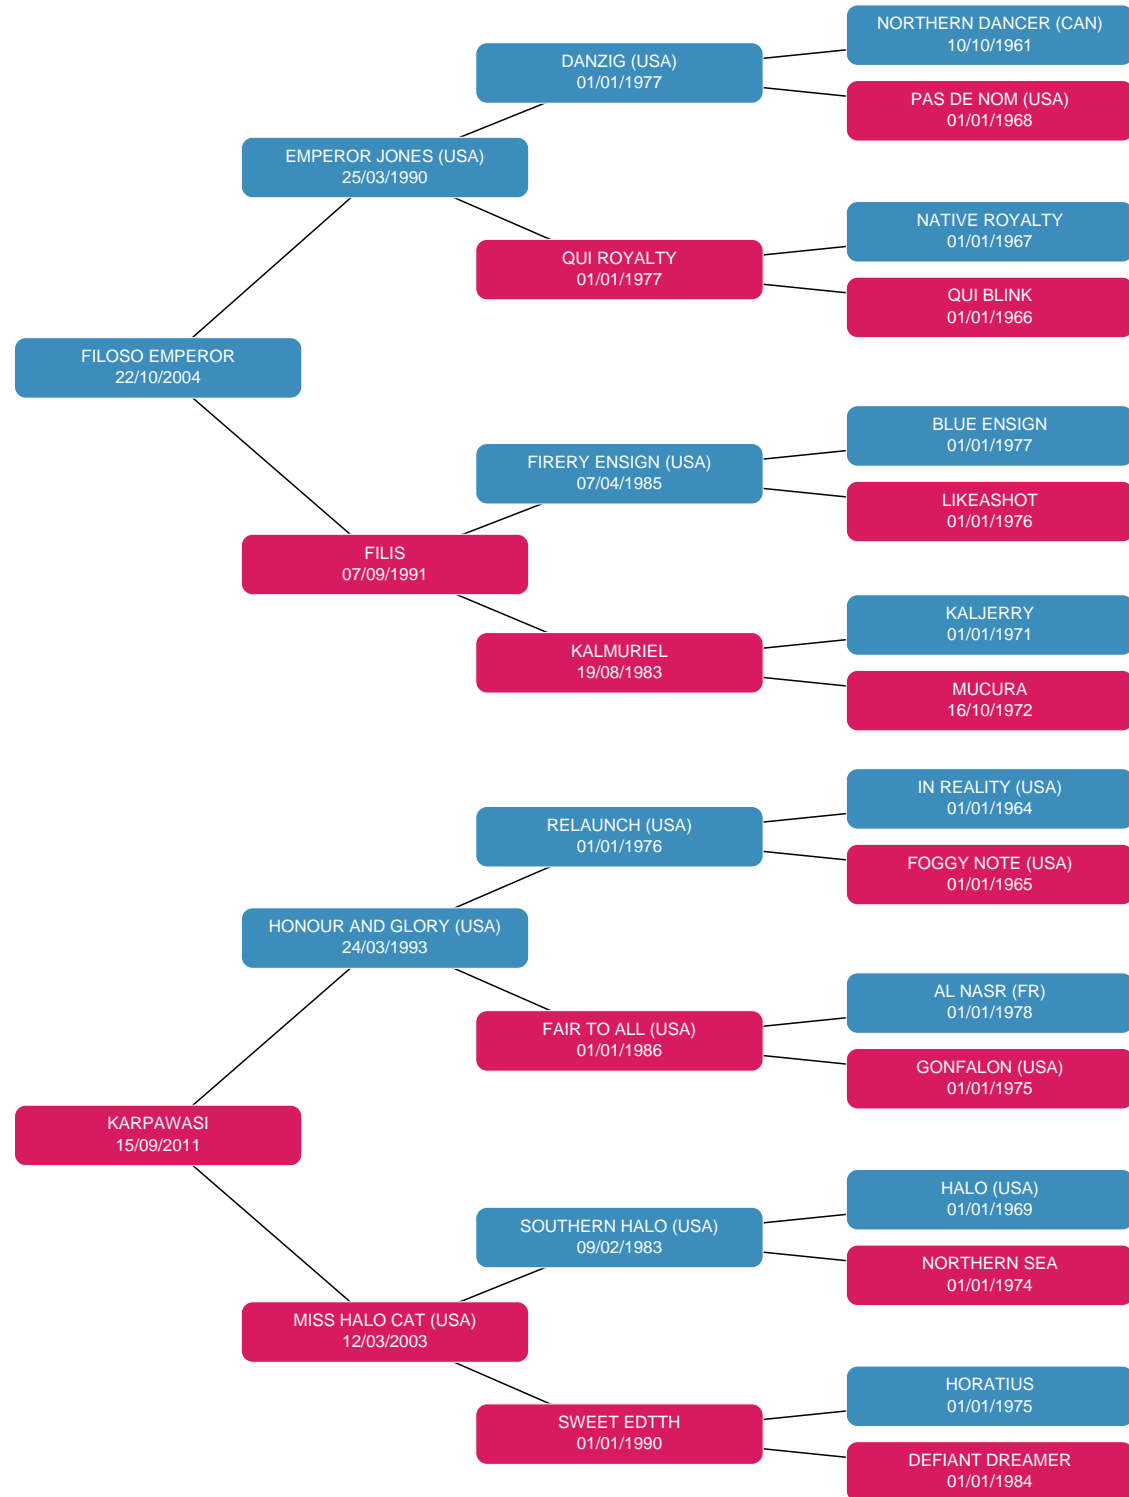 NORTHERN DANCER (CAN)
10/10/1961
DANZIG (USA)
01/01/1977
PAS DE NOM (USA)
01/01/1968
EMPEROR JONES (USA)
25/03/1990
NATIVE ROYALTY
01/01/1967
QUI ROYALTY
01/01/1977
QUI BLINK
01/01/1966
FILOSO EMPEROR
22/10/2004
BLUE ENSIGN
01/01/1977
FIRERY ENSIGN (USA)
07/04/1985
LIKEASHOT
01/01/1976
FILIS
07/09/1991
KALJERRY
01/01/1971
KALMURIEL
19/08/1983
MUCURA
16/10/1972
IN REALITY (USA)
01/01/1964
RELAUNCH (USA)
01/01/1976
FOGGY NOTE (USA)
01/01/1965
HONOUR AND GLORY (USA)
24/03/1993
AL NASR (FR)
01/01/1978
FAIR TO ALL (USA)
01/01/1986
GONFALON (USA)
01/01/1975
KARPAWASI
15/09/2011
HALO (USA)
01/01/1969
SOUTHERN HALO (USA)
09/02/1983
NORTHERN SEA
01/01/1974
MISS HALO CAT (USA)
12/03/2003
HORATIUS
01/01/1975
SWEET EDTTH
01/01/1990
DEFIANT DREAMER
01/01/1984